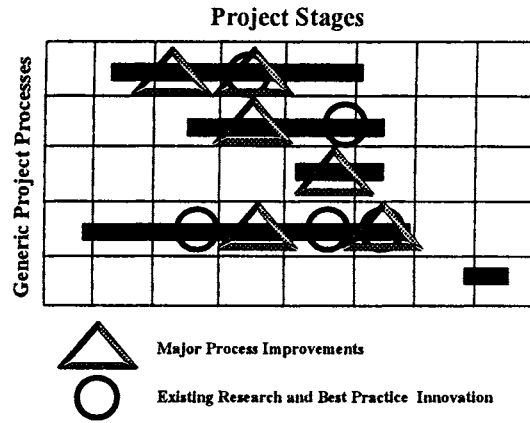 Project Stages
Generic Project Processes
Major Process Improvements
Existing Research and Best Practice Innovation